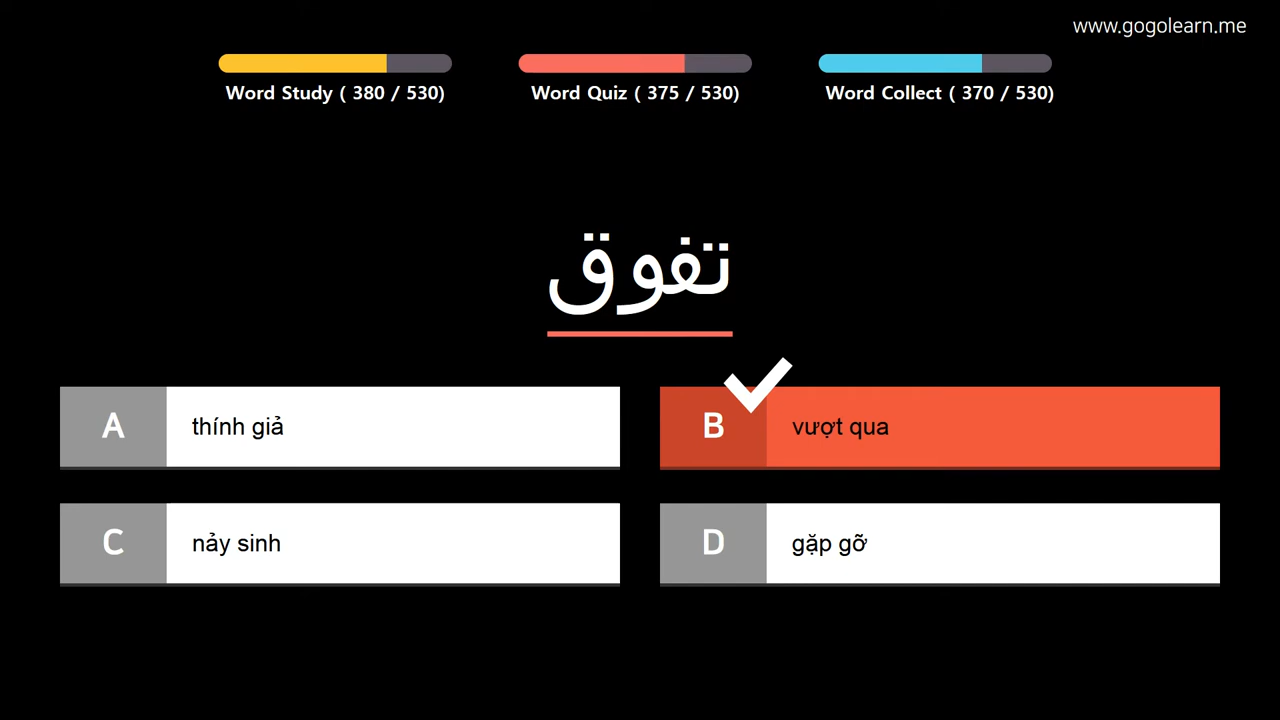 www.gogolearn.me
Word Study ( 380 / 530)
Word Quiz ( 375 / 530)
Word Collect ( 370 / 530)
تفوق
A
thính giả
B
vượt qua
C
nảy sinh
D
gặp gỡ